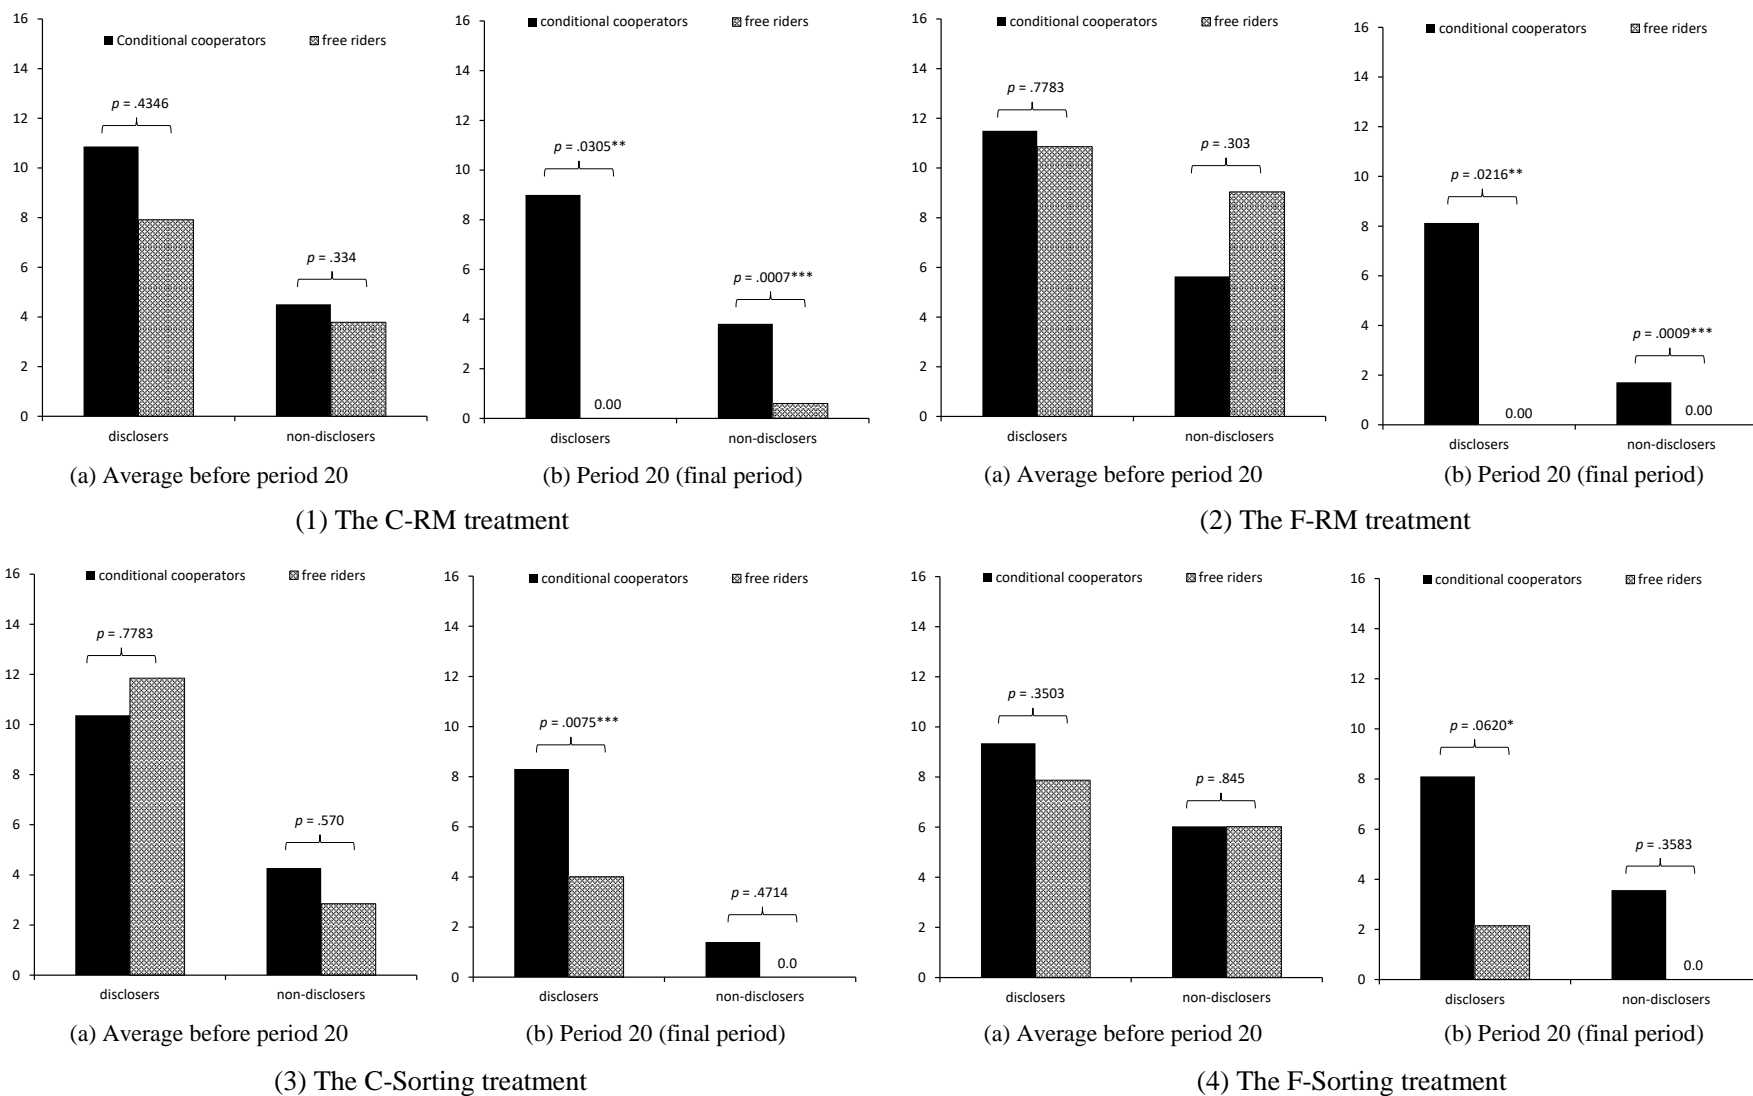 Conditional cooperators free riders
16
14
12
10
8
6
4
2
0
p = .4346
p = .334
disclosers non-disclosers
(a) Average before period 20
conditional cooperators free riders
16
14
12
10
8
6
4
2
0
p = .0305**
p = .0007***
0.00
disclosers non-disclosers
(b) Period 20 (final period)
(1) The C-RM treatment
conditional cooperators free riders
16
14
12
10
8
6
4
2
0
p = .7783
p = .303
disclosers non-disclosers
(a) Average before period 20
conditional cooperators free riders
16
14
12
10
8
6
4
2
0
p = .0216**
p = .0009***
0.00 0.00
disclosers non-disclosers
(b) Period 20 (final period)
(2) The F-RM treatment
conditional cooperators free riders
16
14
12
10
8
6
4
2
0
p = .7783
p = .570
disclosers non-disclosers
(a) Average before period 20
conditional cooperators free riders
16
14
12
10
8
6
4
2
0
p = .0075***
p = .4714
0.0
disclosers non-disclosers
(b) Period 20 (final period)
(3) The C-Sorting treatment
conditional cooperators free riders
16
14
12
10
8
6
4
2
0
p = .3503
p = .845
disclosers non-disclosers
(a) Average before period 20
conditional cooperators free riders
16
14
12
10
8
6
4
2
0
p = .0620*
p = .3583
0.0
disclosers non-disclosers
(b) Period 20 (final period)
(4) The F-Sorting treatment